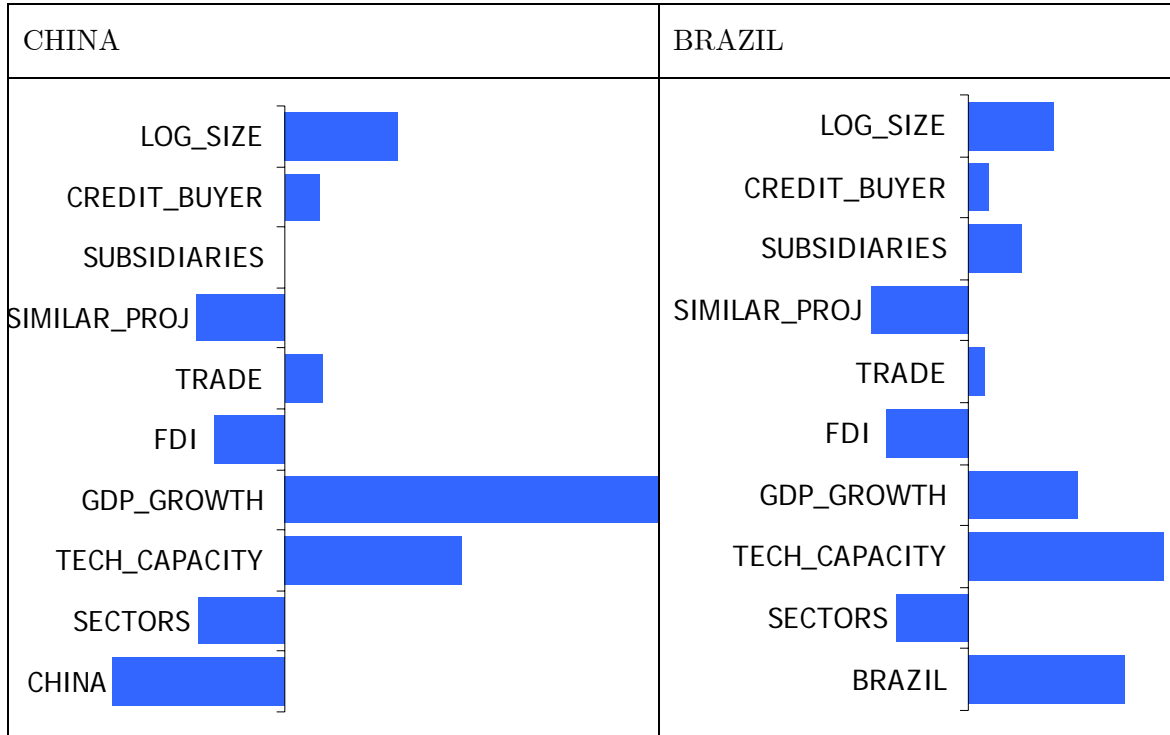 CHINA
LOG_SIZE
CREDIT_BUYER
SUBSIDIARIES
SIMILAR_PROJ
TRADE
FDI
GDP_GROWTH
TECH_CAPACITY
SECTORS
CHINA
BRAZIL
LOG_SIZE
CREDIT_BUYER
SUBSIDIARIES
SIMILAR_PROJ
TRADE
FDI
GDP_GROWTH
TECH_CAPACITY
SECTORS
BRAZIL